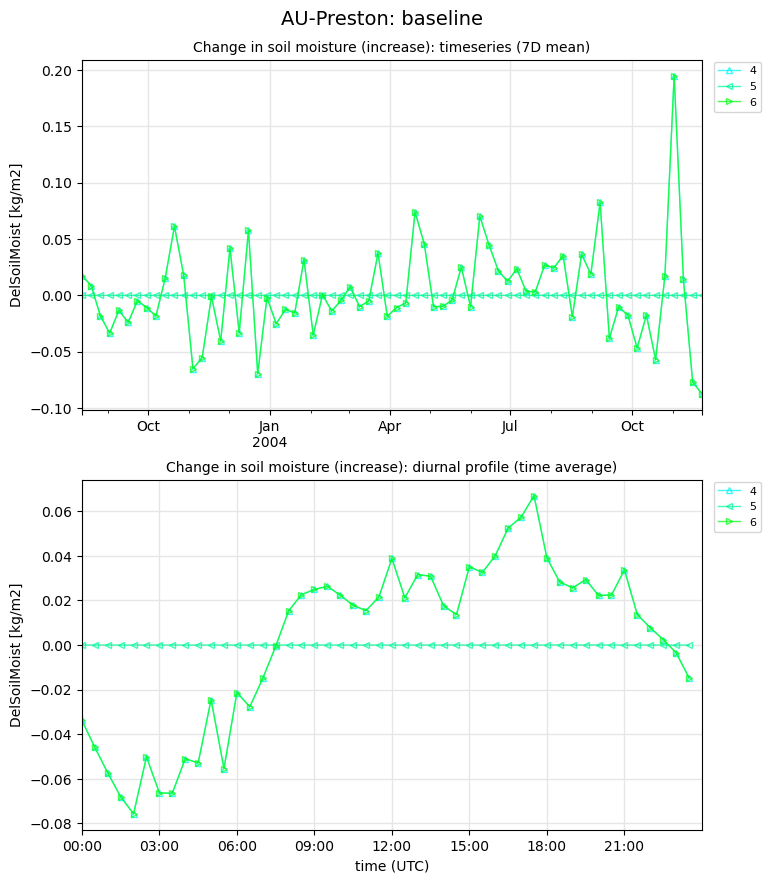 AU-Preston: baseline
Change in soil moisture (increase): timeseries (7D mean)
4
5
6
DelSoilMoist [kg/m2]
0.20
0.15
0.10
0.05
0.00
−0.05
−0.10
Oct
Jan
2004
Apr
Jul
Oct
Change in soil moisture (increase): diurnal profile (time average)
4
5
6
DelSoilMoist [kg/m2]
0.06
0.04
0.02
0.00
−0.02
−0.04
−0.06
−0.08
00:00
03:00
06:00
09:00
12:00
15:00
18:00
21:00
time (UTC)